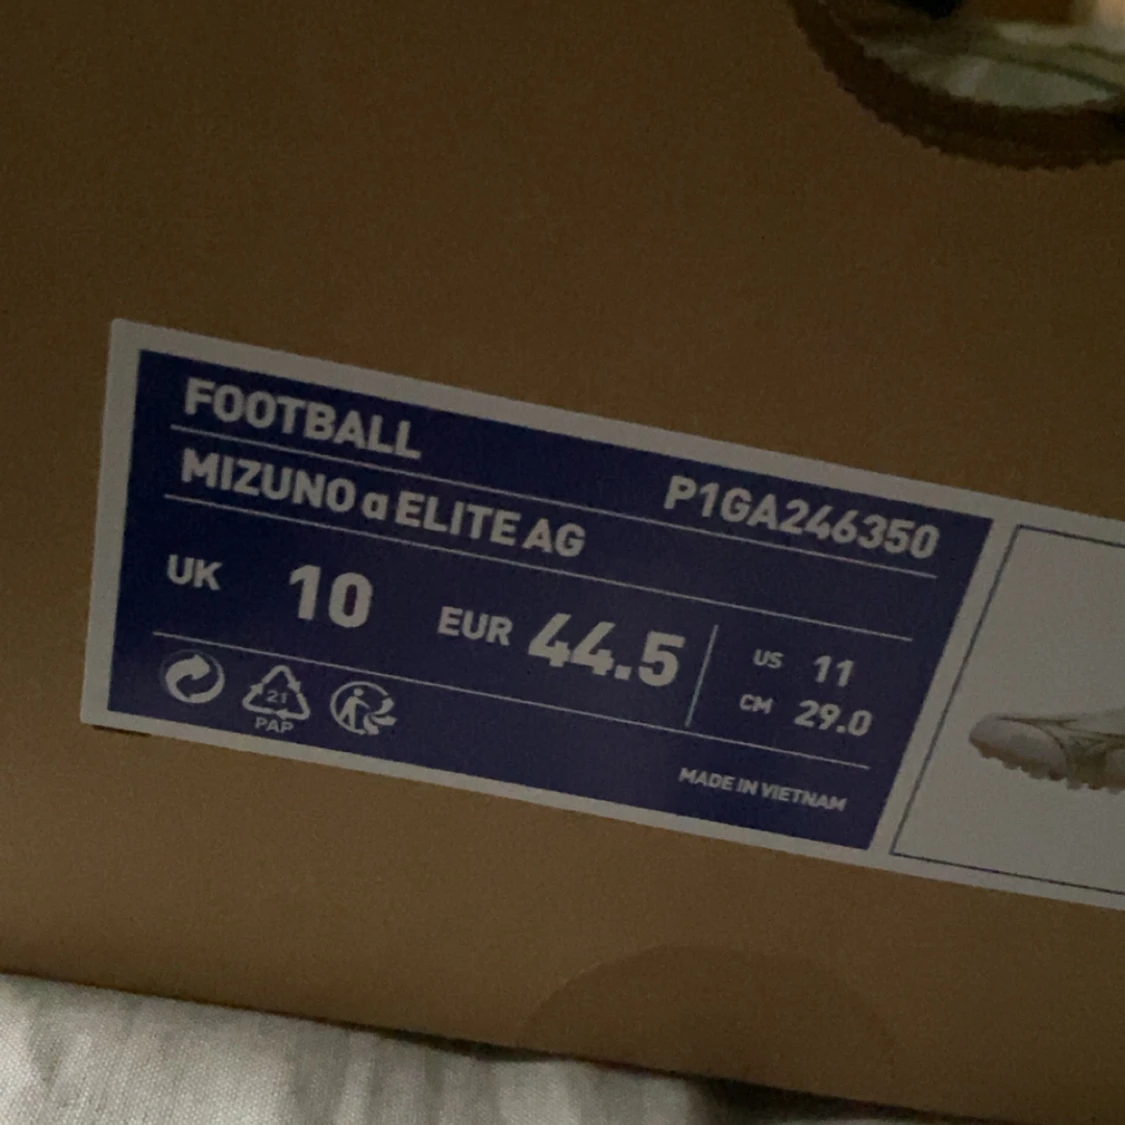 FOOTBALL
P1GA246350
MIZUNO α ELITE AG
UK 10 EUR 44.5
US 11
CM 29.0
21
PAP
MADE IN VIETNAM